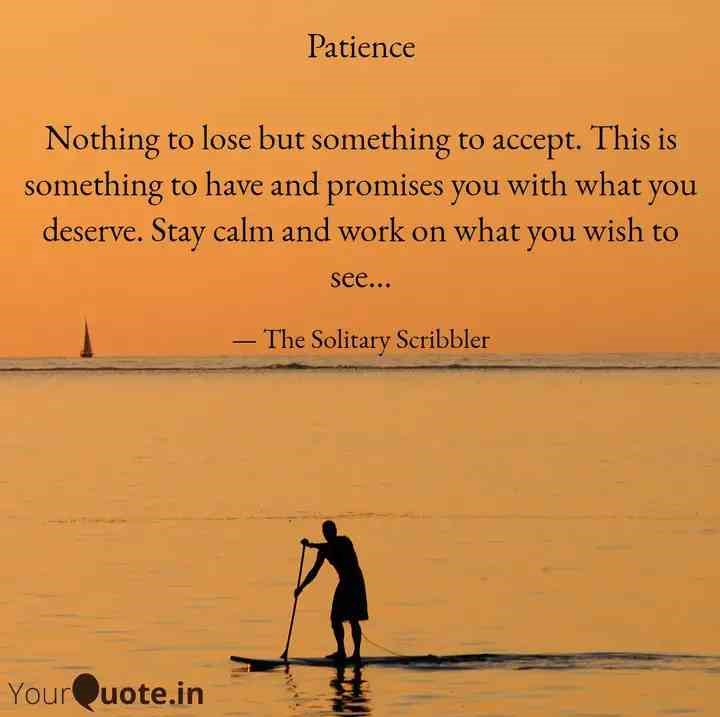 Patience
Nothing to lose but something to accept. This is
something to have and promises you with what you
deserve. Stay calm and work on what you wish to
see...
— The Solitary Scribbler
YourQuote.in